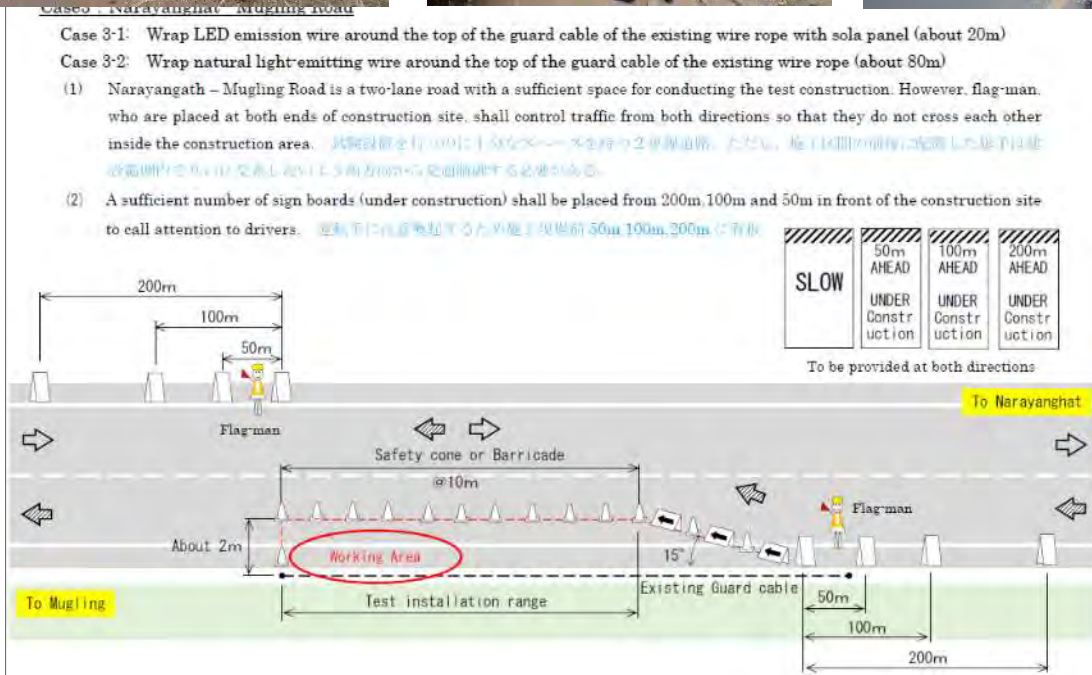 Case3 : Narayanghat Mugling Road
Case 3-1: Wrap LED emission wire around the top of the guard cable of the existing wire rope with sola panel (about 20m)
Case 3-2: Wrap natural light-emitting wire around the top of the guard cable of the existing wire rope (about 80m)
(1) Narayangath – Mugling Road is a two-lane road with a sufficient space for conducting the test construction. However, flag-man,
who are placed at both ends of construction site, shall control traffic from both directions so that they do not cross each other
inside the construction area.
(2) A sufficient number of sign boards (under construction) shall be placed from 200m,100m and 50m in front of the construction site
to call attention to drivers. 50m,100m,200m
SLOW
50m
AHEAD
UNDER
Constr
uction
100m
AHEAD
UNDER
Constr
uction
200m
AHEAD
UNDER
Constr
uction
To be provided at both directions
200m
100m
50m
To Narayanghat
Flag-man
Safety cone or Barricade
@10m
Flag-man
About 2m
Working Area
15°
To Mugling
Test installation range
Existing Guard cable
50m
100m
200m